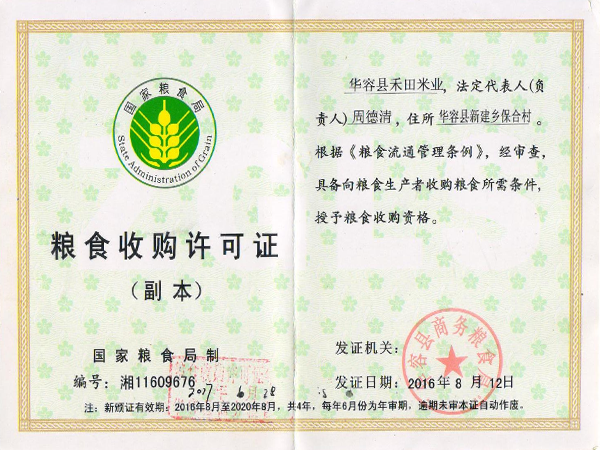 国家粮食局
State Administration of Grain
粮食收购许可证
（副本）
国家粮食局制
编号：湘11609676
2017 6 28
华容县禾田米业，法定代表人(负
责人)周德清，住所华容县新建乡保合村。
根据《粮食流通管理条例》，经审查，
具备向粮食生产者收购粮食所需条件，
授予粮食收购资格。
发证机关：
容县商务粮食局
发证日期：2016年8月12日
注：新颁证有效期：2016年8月至2020年8月，共4年，每年6月份为年审期，逾期未审本证自动作废。